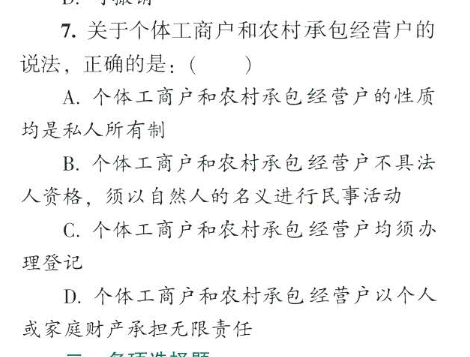 7. 关于个体工商户和农村承包经营户的
说法，正确的是：(　　)
A. 个体工商户和农村承包经营户的性质
均是私人所有制
B. 个体工商户和农村承包经营户不具法
人资格，须以自然人的名义进行民事活动
C. 个体工商户和农村承包经营户均须办
理登记
D. 个体工商户和农村承包经营户以个人
或家庭财产承担无限责任